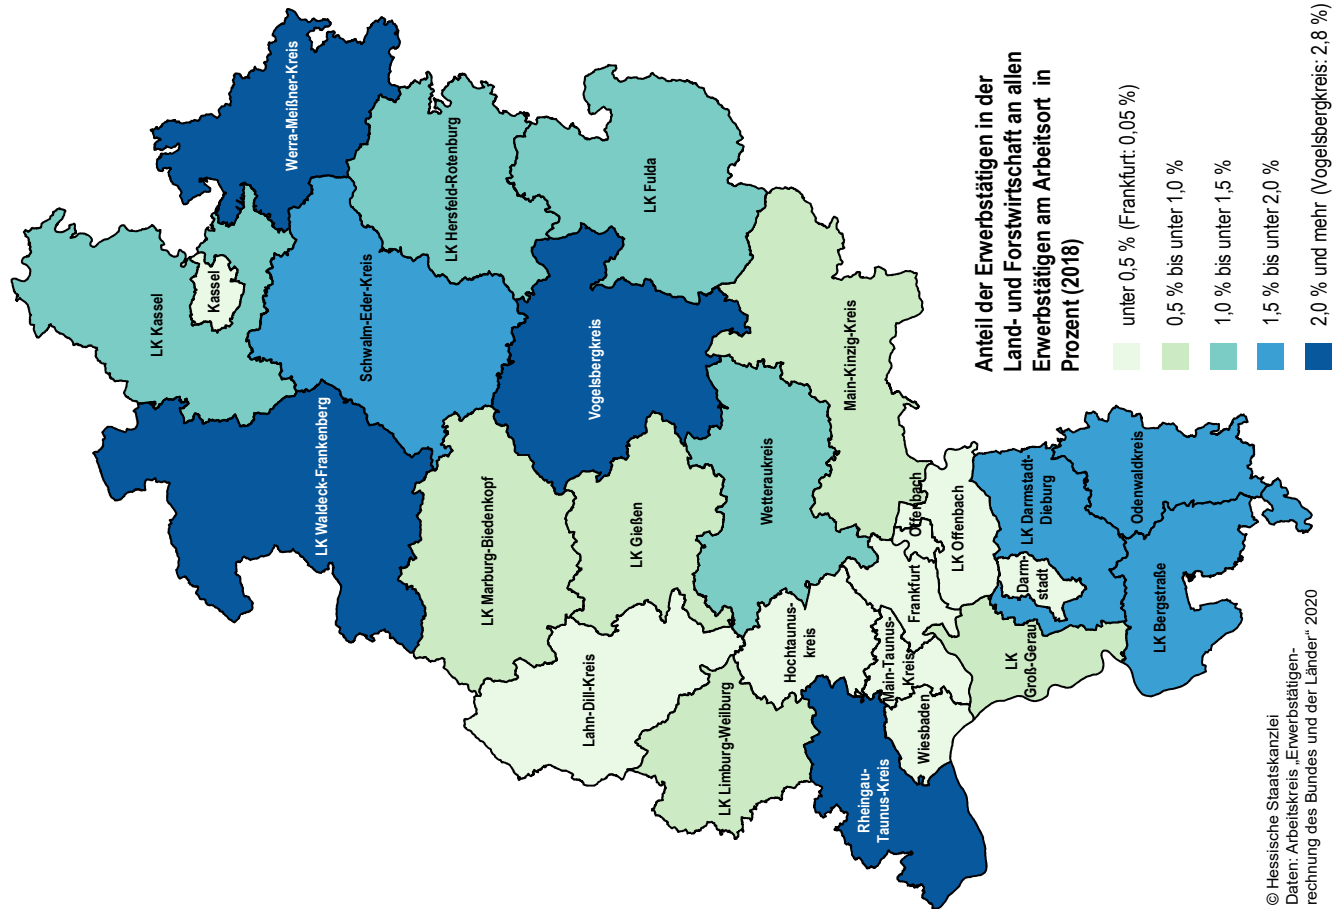 Werra-Meißner-Kreis
LK Kassel
Kassel
LK Hersfeld-Rotenburg
Schwalm-Eder-Kreis
LK Fulda
LK Waldeck-Frankenberg
Vogelsbergkreis
LK Marburg-Biedenkopf
LK Gießen
Main-Kinzig-Kreis
Wetteraukreis
Lahn-Dill-Kreis
Hochtaunus-
kreis
LK Limburg-Weilburg
Main-Taunus-
Kreis
Frankfurt
Offenbach
LK Offenbach
Wiesbaden
Rheingau-
Taunus-Kreis
LK
Groß-Gerau
Darm-
stadt
LK Darmstadt-
Dieburg
Odenwaldkreis
LK Bergstraße
Anteil der Erwerbstätigen in der
Land- und Forstwirtschaft an allen
Erwerbstätigen am Arbeitsort in
Prozent (2018)
unter 0,5 % (Frankfurt: 0,05 %)
0,5 % bis unter 1,0 %
1,0 % bis unter 1,5 %
1,5 % bis unter 2,0 %
2,0 % und mehr (Vogelsbergkreis: 2,8 %)
© Hessische Staatskanzlei
Daten: Arbeitskreis „Erwerbstätigen-
rechnung des Bundes und der Länder“ 2020